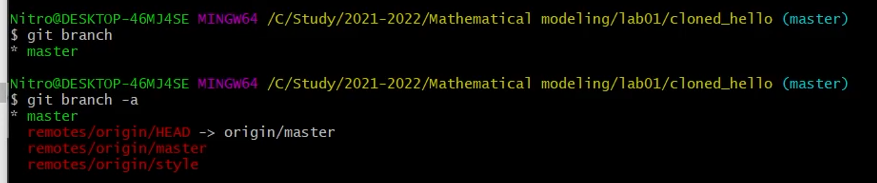 Nitro@DESKTOP-46MJ4SE MINGW64 /C/Study/2021-2022/Mathematical modeling/lab01/cloned_hello (master)
$ git branch
* master
Nitro@DESKTOP-46MJ4SE MINGW64 /C/Study/2021-2022/Mathematical modeling/lab01/cloned_hello (master)
$ git branch -a
* master
  remotes/origin/HEAD -> origin/master
  remotes/origin/master
  remotes/origin/style